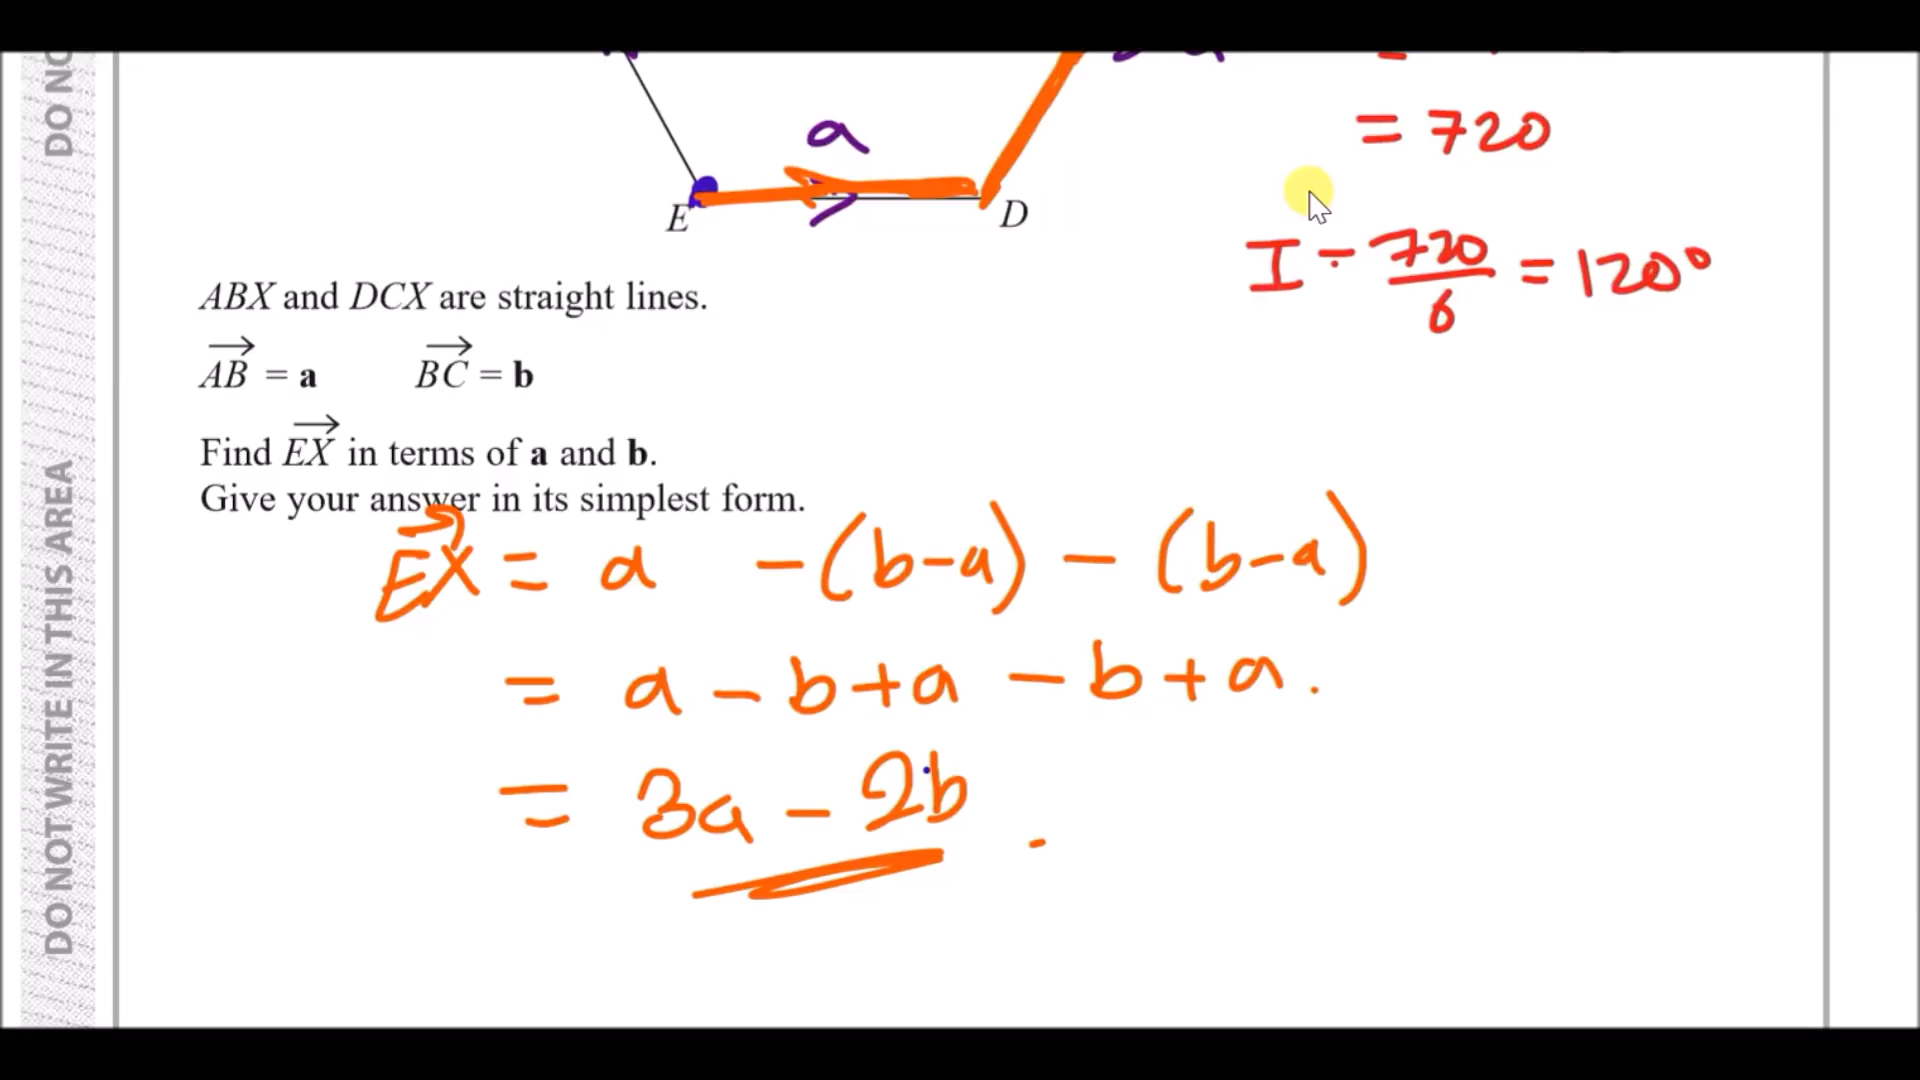 DO NO
a
= 720
E
D
I ÷ 720/6 = 120°
ABX and DCX are straight lines.
AB = a BC = b
Find EX in terms of a and b.
Give your answer in its simplest form.
EX = a - (b-a) - (b-a)
= a - b + a - b + a.
= 3a - 2b.
DO NOT WRITE IN THIS AREA